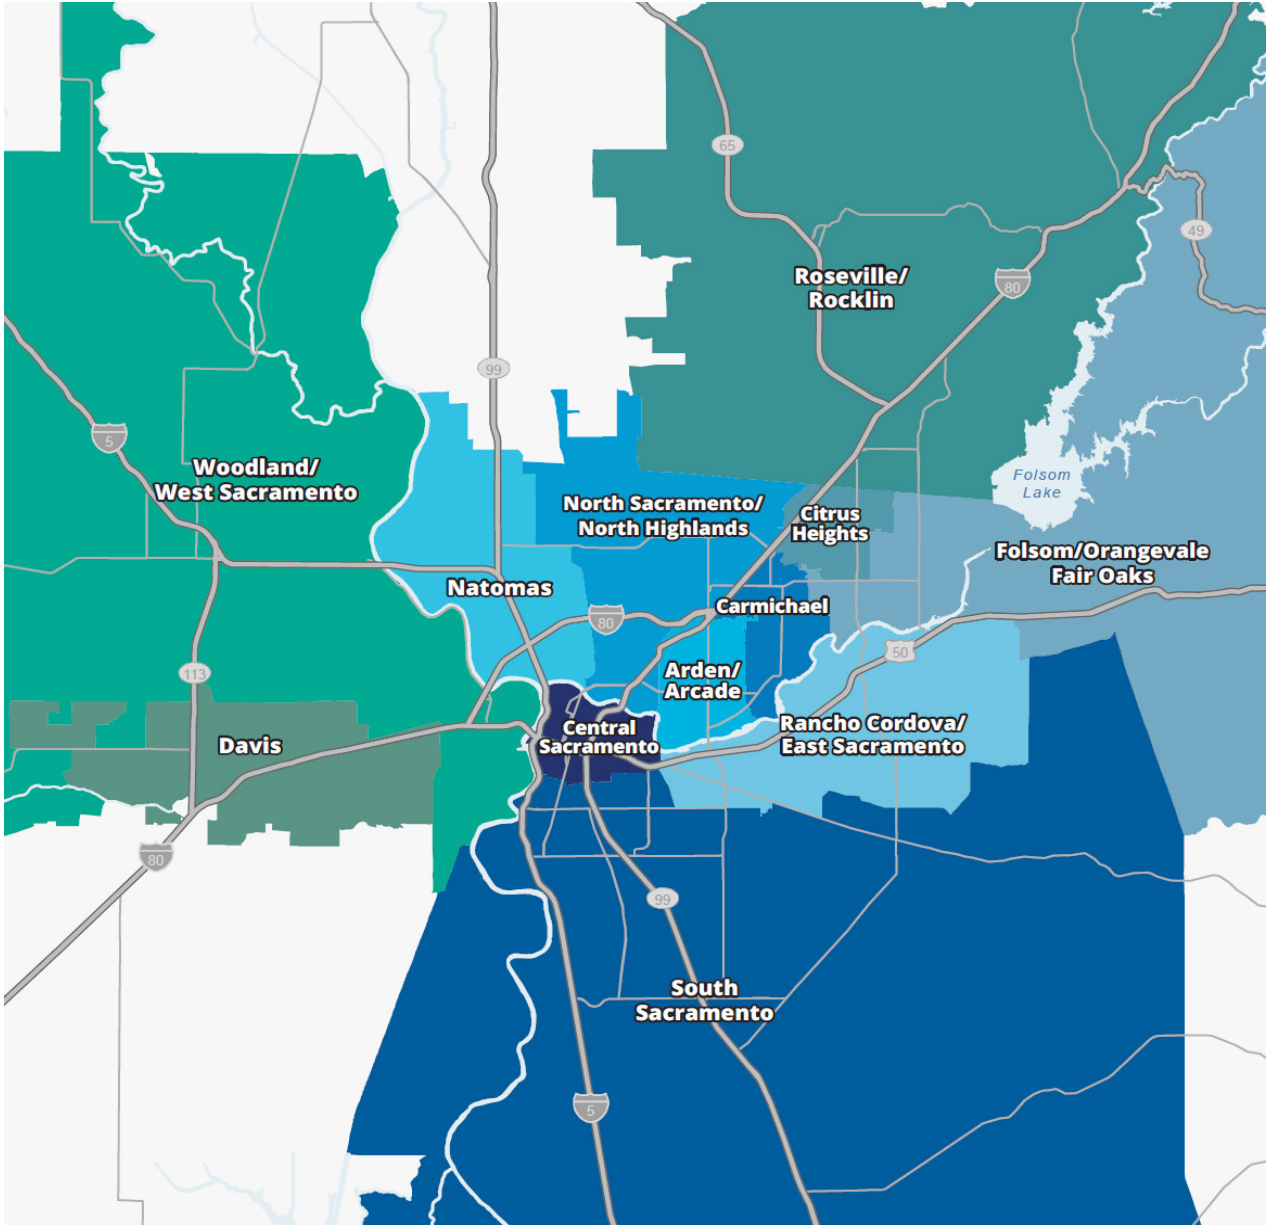 65
49
Roseville/
Rocklin
80
99
5
Woodland/
West Sacramento
Folsom
Lake
North Sacramento/
North Highlands
Citrus
Heights
Folsom/Orangevale
Fair Oaks
Natomas
80
Carmichael
50
113
Arden/
Arcade
Davis
Central
Sacramento
Rancho Cordova/
East Sacramento
80
99
South
Sacramento
5